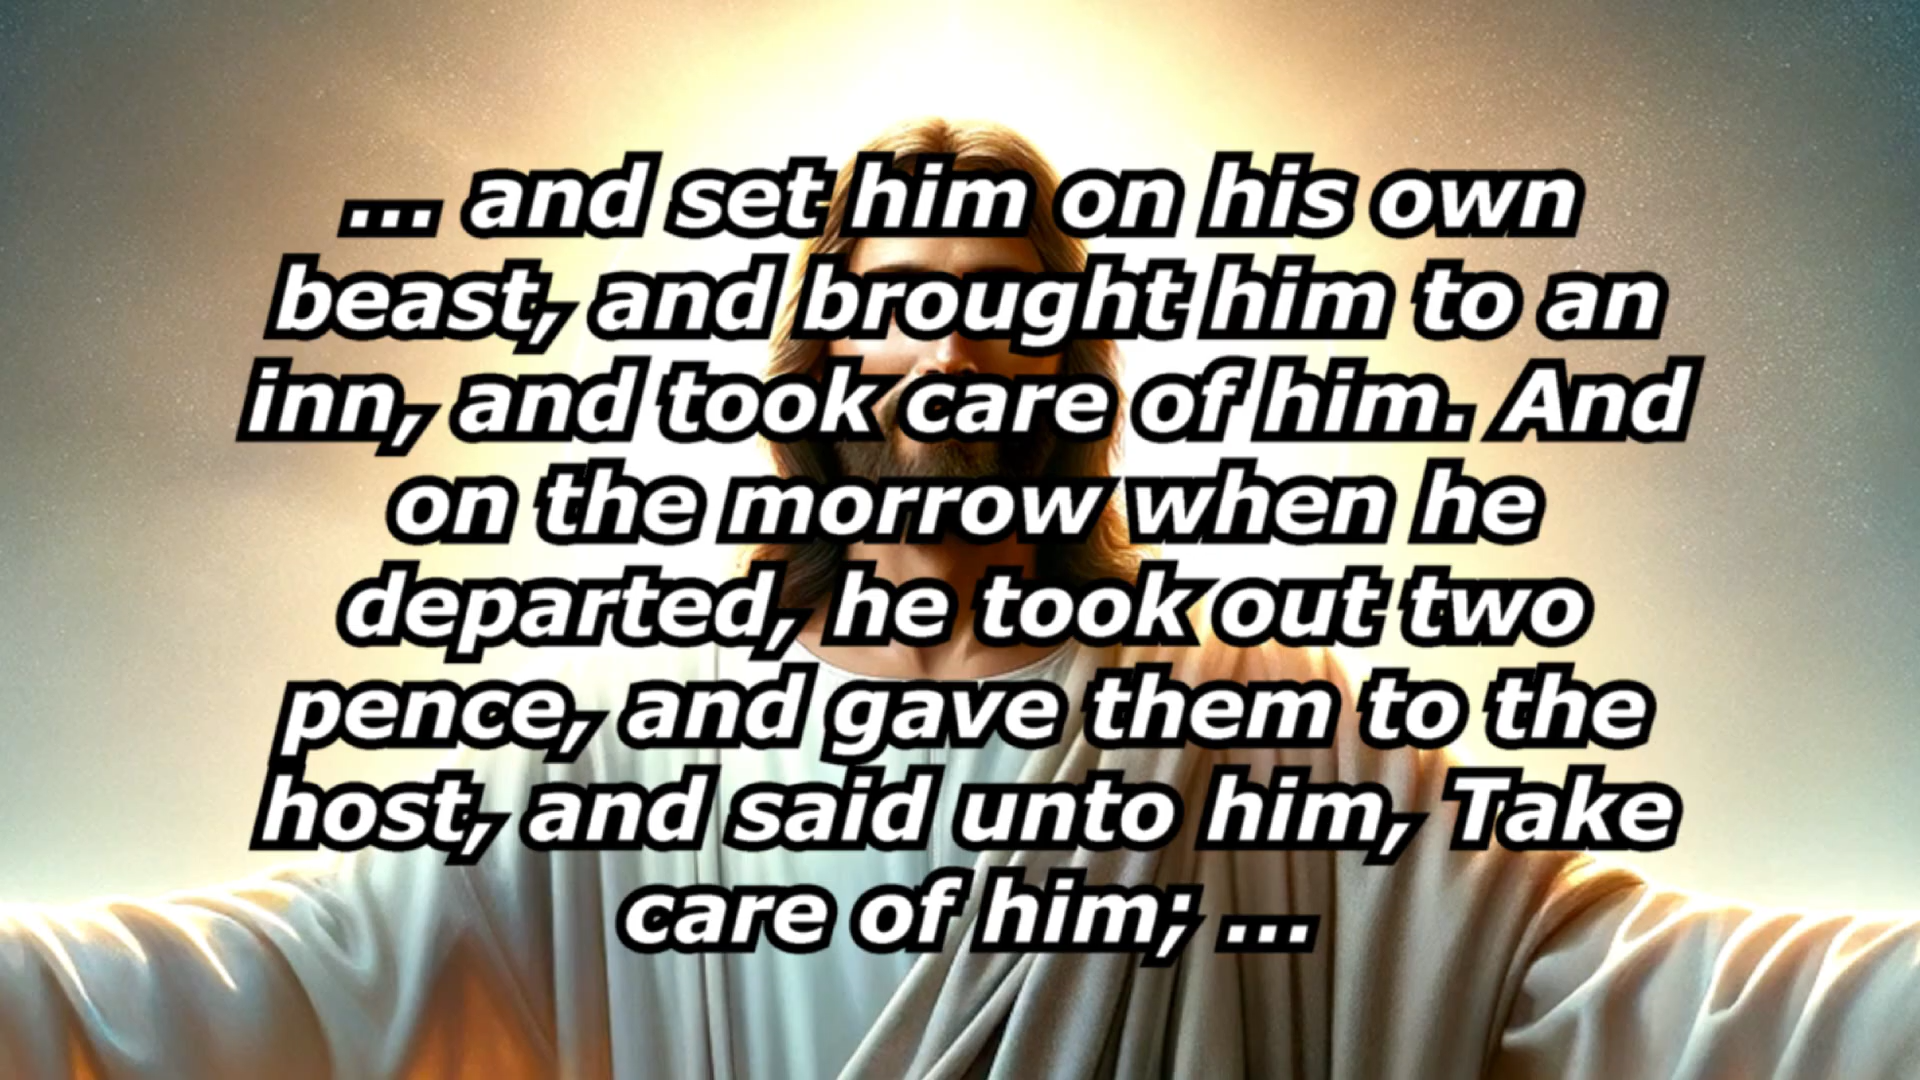 ... and set him on his own
beast, and brought him to an
inn, and took care of him. And
on the morrow when he
departed, he took out two
pence, and gave them to the
host, and said unto him, Take
care of him; ...